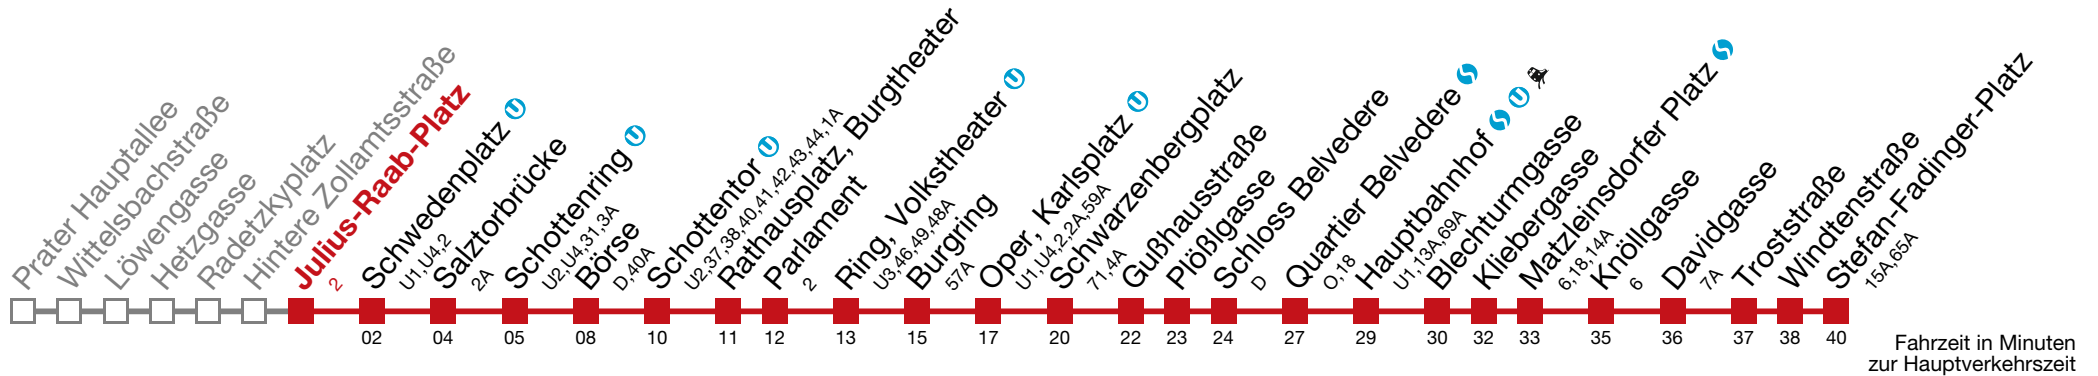 Prater Hauptallee
Wittelsbachstraße
Löwengasse
Hetzgasse
Radetzkyplatz
Hintere Zollamtsstraße
Julius-Raab-Platz
2
Schwedenplatz U
U1,U4,2
Salztorbrücke
2A
Schottenring U
U2,U4,31,3A
Börse
D,40A
Schottentor U
U2,37,38,40,41,42,43,44,1A
Rathausplatz, Burgtheater
Parlament
2
Ring, Volkstheater U
U3,46,49,48A
Burgring
57A
Oper, Karlsplatz U
U1,U4,2,2A,59A
Schwarzenbergplatz
71,4A
Gußhausstraße
Plößlgasse
Schloss Belvedere
D
Quartier Belvedere S
O,18
Hauptbahnhof S U
U1,13A,69A
Blechturmgasse
Kliebergasse
Matzleinsdorfer Platz S
6,18,14A
Knöllgasse
6
Davidgasse
7A
Troststraße
Windtenstraße
Stefan-Fadinger-Platz
15A,65A
02 04 05 08 10 11 12 13 15 17 20 22 23 24 27 29 30 32 33 35 36 37 38 40
Fahrzeit in Minuten
zur Hauptverkehrszeit